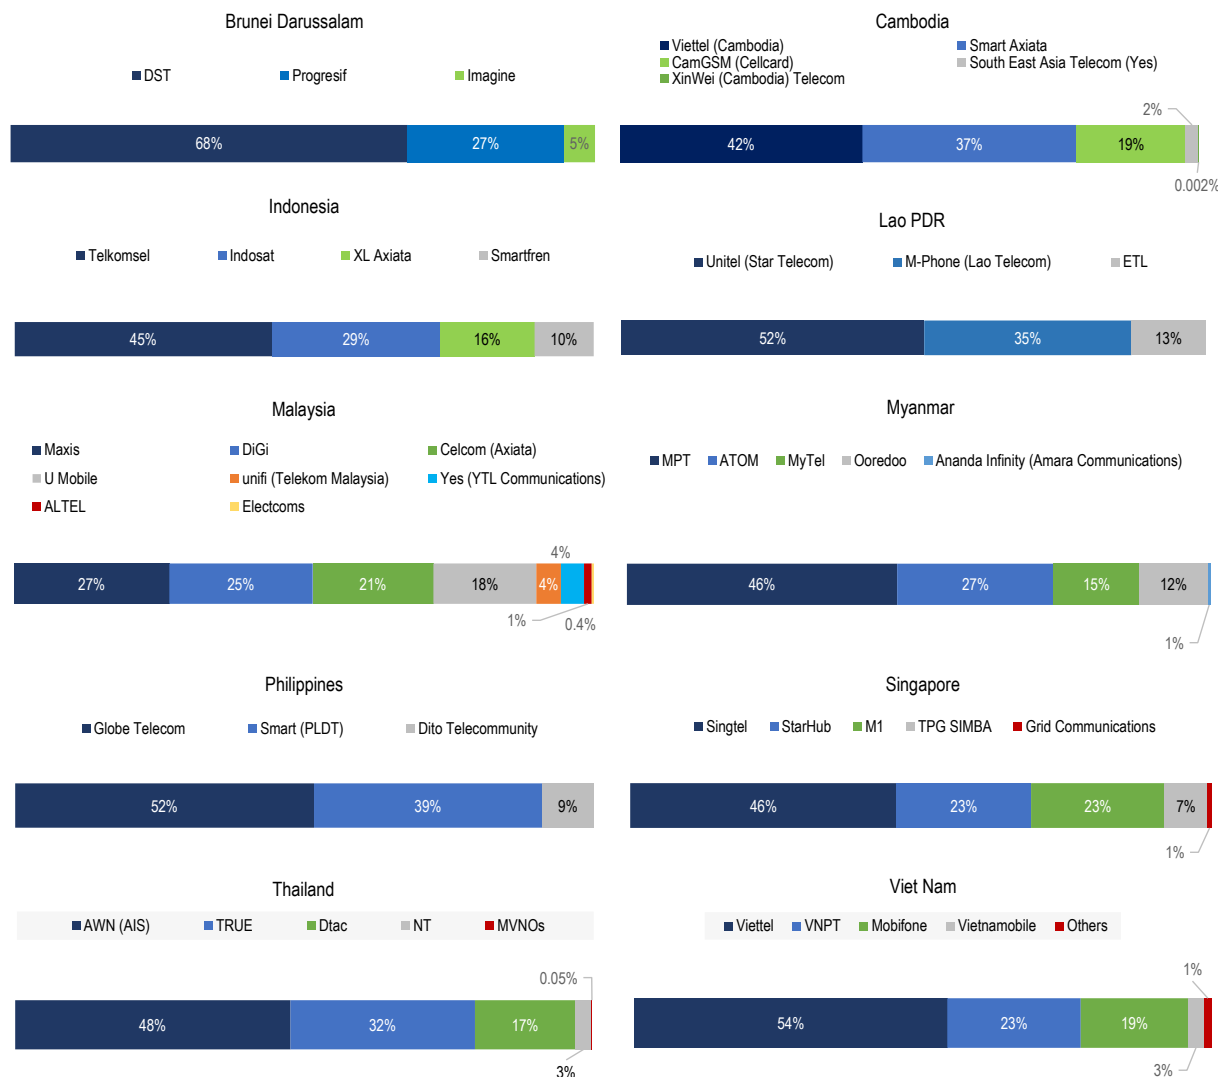 Brunei Darussalam
DST Progresif Imagine
68% 27% 5%
Cambodia
Viettel (Cambodia) Smart Axiata
CamGSM (Cellcard) South East Asia Telecom (Yes)
XinWei (Cambodia) Telecom
2%
42% 37% 19%
0.002%
Indonesia
Telkomsel Indosat XL Axiata Smartfren
45% 29% 16% 10%
Lao PDR
Unitel (Star Telecom) M-Phone (Lao Telecom) ETL
52% 35% 13%
Malaysia
Maxis DiGi Celcom (Axiata)
U Mobile unifi (Telekom Malaysia) Yes (YTL Communications)
ALTEL Electcoms
4%
27% 25% 21% 18% 4%
1% 0.4%
Myanmar
MPT ATOM MyTel Ooredoo Ananda Infinity (Amara Communications)
46% 27% 15% 12%
1%
Philippines
Globe Telecom Smart (PLDT) Dito Telecommunity
52% 39% 9%
Singapore
Singtel StarHub M1 TPG SIMBA Grid Communications
46% 23% 23% 7%
1%
Thailand
AWN (AIS) TRUE Dtac NT MVNOs
0.05%
48% 32% 17%
3%
Viet Nam
Viettel VNPT Mobifone Vietnamobile Others
1%
54% 23% 19%
3%